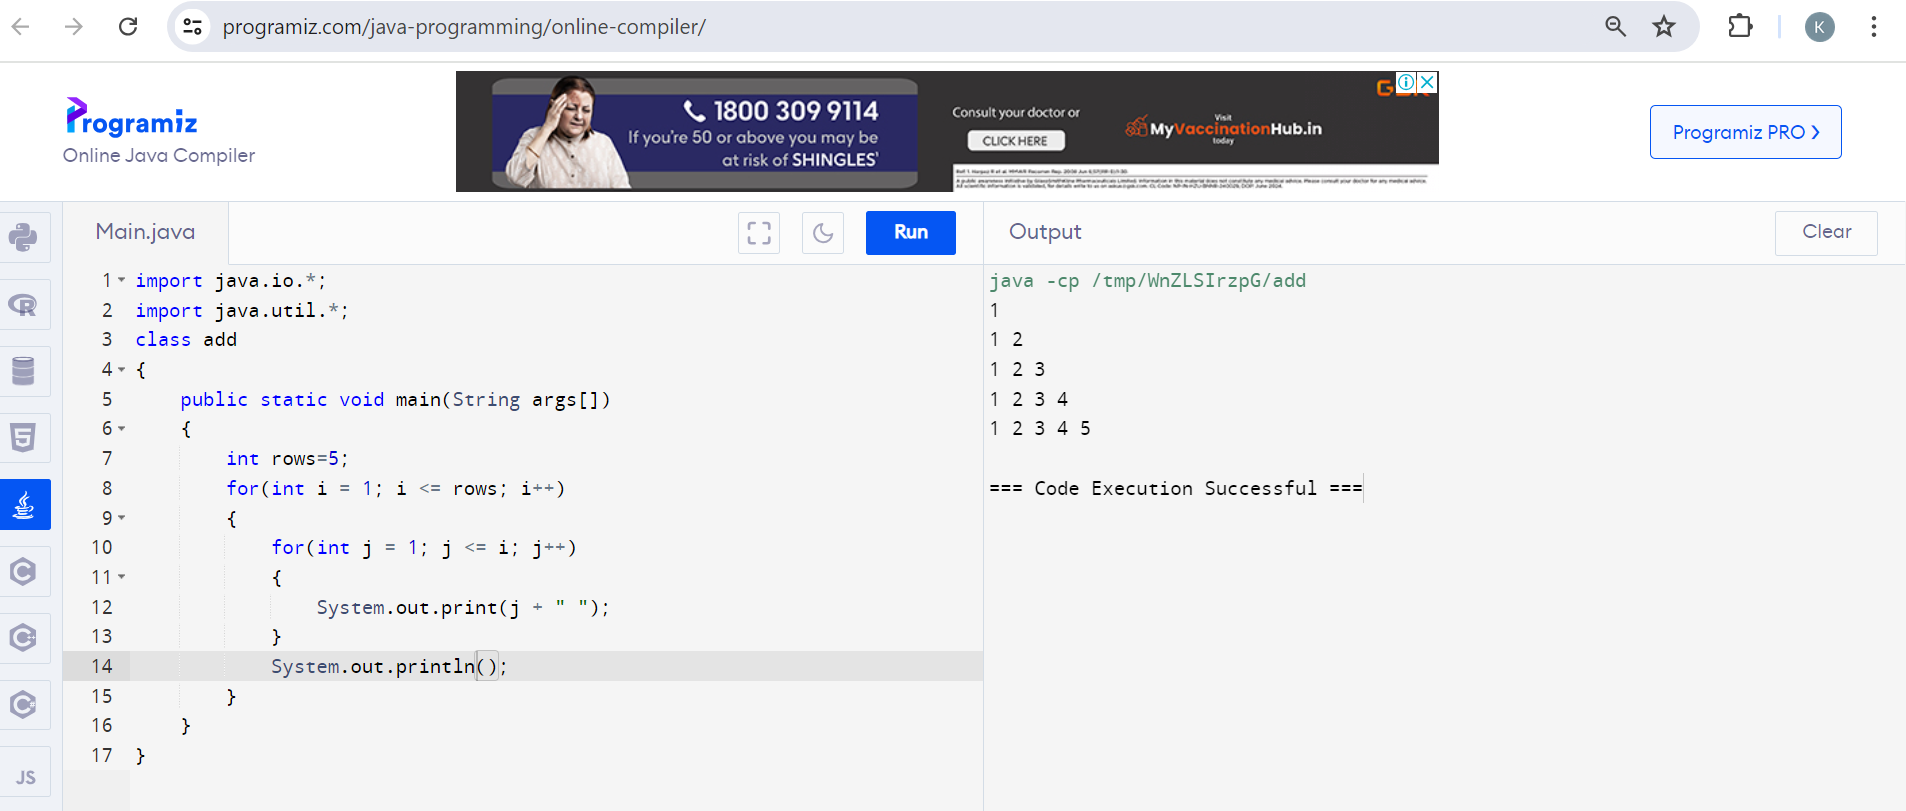 programiz.com/java-programming/online-compiler/
K
Programiz
Online Java Compiler
1800 309 9114
If you're 50 or above you may be
at risk of SHINGLES*
Consult your doctor or
CLICK HERE
Visit
MyVaccinationHub.in
today
Programiz PRO ❯
Main.java
Run
Output
Clear
1 import java.io.*;
2 import java.util.*;
3 class add
4 {
5     public static void main(String args[])
6     {
7         int rows=5;
8         for(int i = 1; i <= rows; i++)
9         {
10             for(int j = 1; j <= i; j++)
11             {
12                 System.out.print(j + " ");
13             }
14             System.out.println();
15         }
16     }
17 }
java -cp /tmp/WnZLSIrzpG/add
1
1 2
1 2 3
1 2 3 4
1 2 3 4 5
=== Code Execution Successful ===
R
5
C
C++
C#
JS